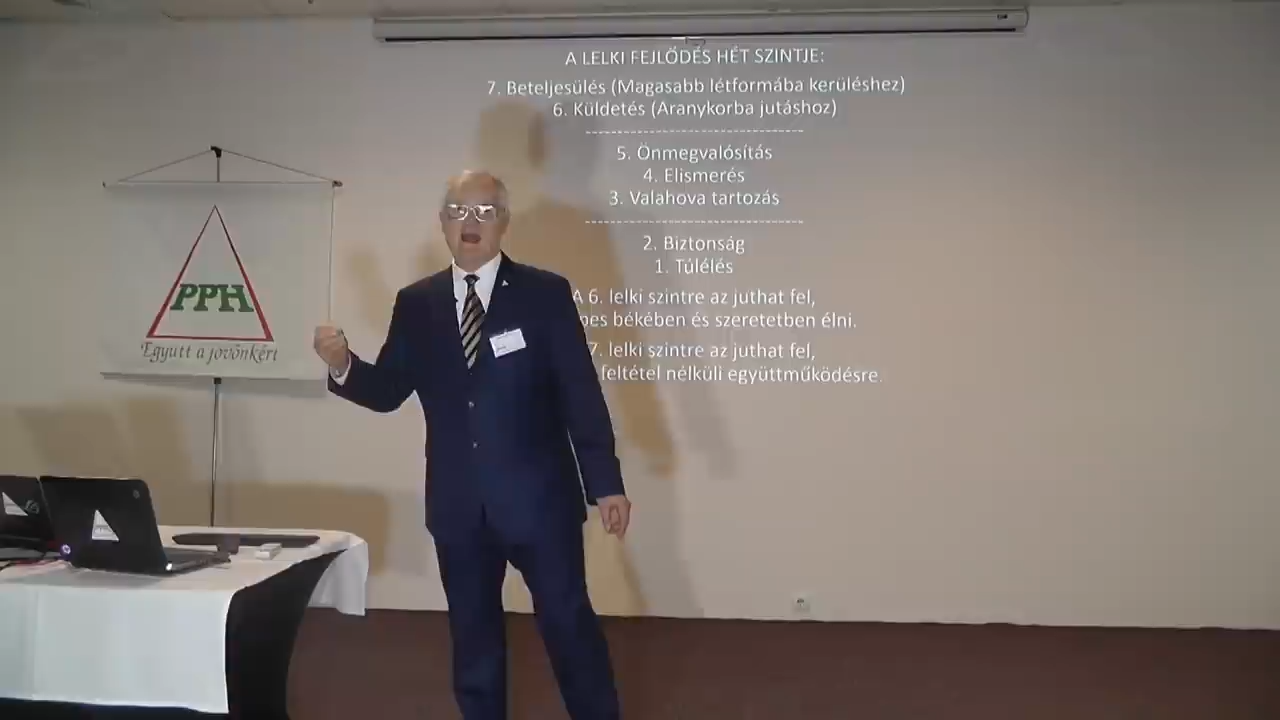 A LELKI FEJLŐDÉS HÉT SZINTJE:
7. Beteljesülés (Magasabb létformába kerüléshez)
6. Küldetés (Aranykorba jutáshoz)
-----------------------------------
5. Önmegvalósítás
4. Elismerés
3. Valahova tartozás
-----------------------------------
2. Biztonság
1. Túlélés
A 6. lelki szintre az juthat fel,
békében és szeretetben élni.
7. lelki szintre az juthat fel,
feltétel nélküli együttműködésre.
PPH
Együtt a jövőnkért